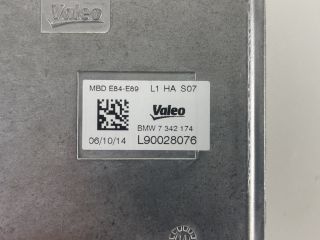 Valeo
MBD E84-E89 L1 HA S07
Valeo
BMW 7 342 174
06/10/14 L90028076